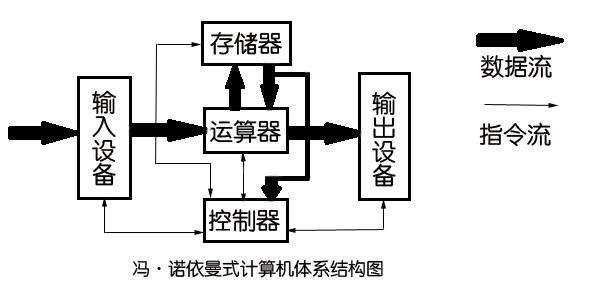 存储器
数据流
输入设备
运算器
输出设备
指令流
控制器
冯·诺依曼式计算机体系结构图